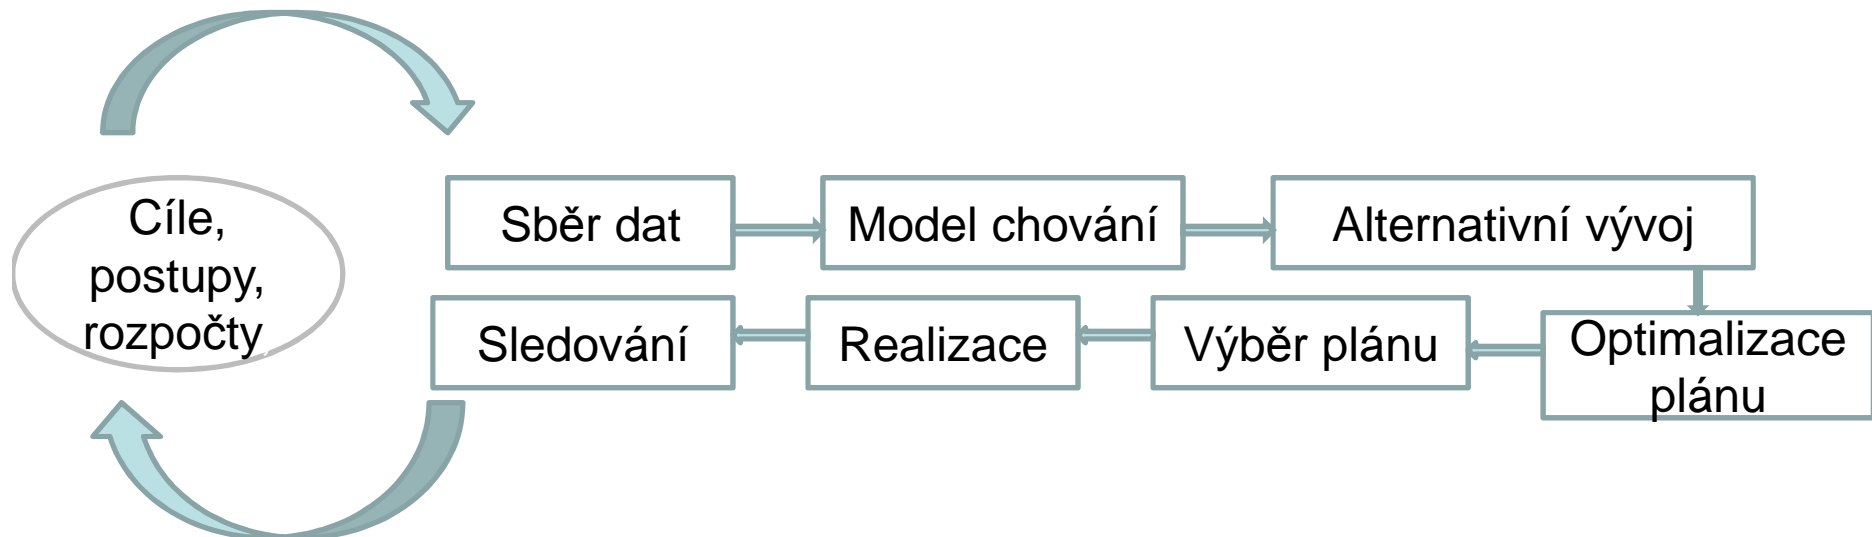 Cíle,
postupy,
rozpočty
Sběr dat
Model chování
Alternativní vývoj
Optimalizace
plánu
Výběr plánu
Realizace
Sledování